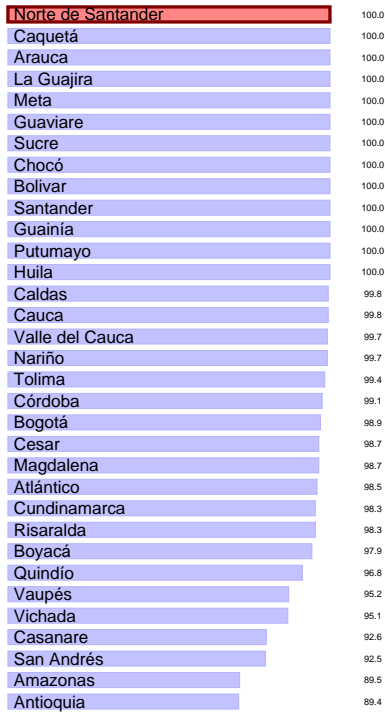 Norte de Santander 100.0
Caquetá 100.0
Arauca 100.0
La Guajira 100.0
Meta 100.0
Guaviare 100.0
Sucre 100.0
Chocó 100.0
Bolivar 100.0
Santander 100.0
Guainía 100.0
Putumayo 100.0
Huila 100.0
Caldas 99.8
Cauca 99.8
Valle del Cauca 99.7
Nariño 99.7
Tolima 99.4
Córdoba 99.1
Bogotá 98.9
Cesar 98.7
Magdalena 98.7
Atlántico 98.5
Cundinamarca 98.3
Risaralda 98.3
Boyacá 97.9
Quindío 96.8
Vaupés 95.2
Vichada 95.1
Casanare 92.6
San Andrés 92.5
Amazonas 89.5
Antioquia 89.4